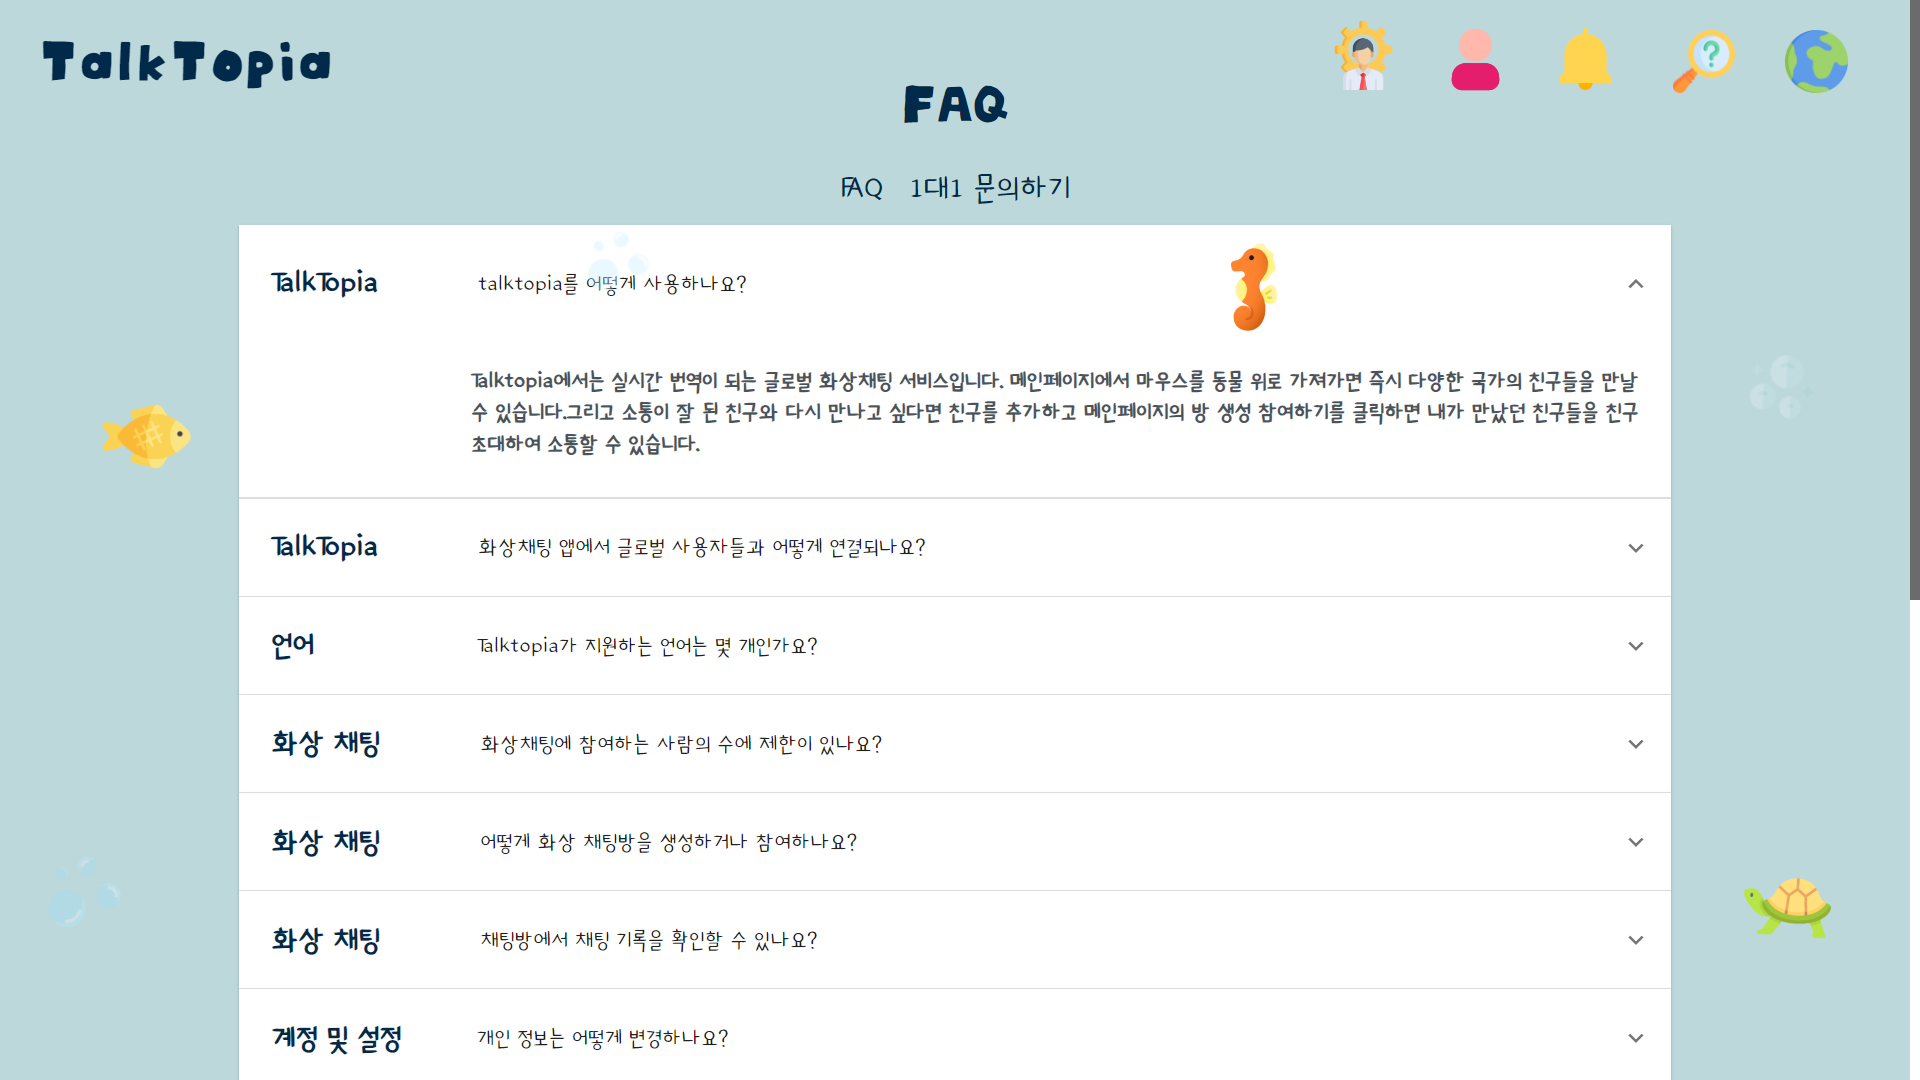 TalkTopia
FAQ
FAQ 1대1 문의하기
TalkTopia talktopia를 어떻게 사용하나요?
Talktopia에서는 실시간 번역이 되는 글로벌 화상채팅 서비스입니다. 메인페이지에서 마우스를 동물 위로 가져가면 즉시 다양한 국가의 친구들을 만날
수 있습니다.그리고 소통이 잘 된 친구와 다시 만나고 싶다면 친구를 추가하고 메인페이지의 방 생성 참여하기를 클릭하면 내가 만났던 친구들을 친구
초대하여 소통할 수 있습니다.
TalkTopia 화상채팅 앱에서 글로벌 사용자들과 어떻게 연결되나요?
언어 Talktopia가 지원하는 언어는 몇 개인가요?
화상 채팅 화상채팅에 참여하는 사람의 수에 제한이 있나요?
화상 채팅 어떻게 화상 채팅방을 생성하거나 참여하나요?
화상 채팅 채팅방에서 채팅 기록을 확인할 수 있나요?
계정 및 설정 개인 정보는 어떻게 변경하나요?